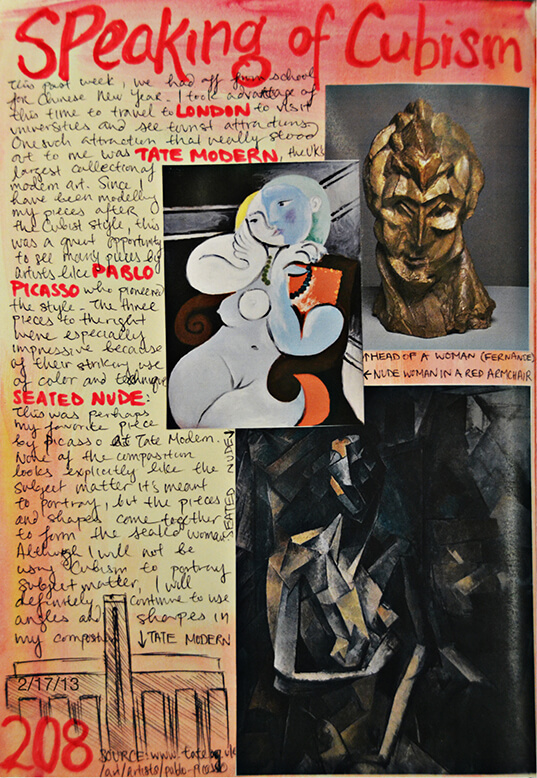 SPeaking of Cubism
This past week, we had off from school
for Chinese New Year. I took advantage of
this time to travel to LONDON to visit
universities and see tourist attractions.
One such attraction that really stood
out to me was TATE MODERN, the UK's
largest collection of
modern art. Since I
have been modelling
my pieces after
the Cubist style, this
was a great opportunity
to see many pieces by
artists like PABLO
PICASSO who pioneered
the style. The three
pieces to the right
were especially
impressive because
of their striking use
of color and technique.
SEATED NUDE:
This was perhaps
my favorite piece
by Picasso at Tate Modern.
None of the composition
looks explicitly like the
subject matter it's meant
to portray, but the pieces
and shapes come together
to form the seated woman.
Although I will not be
using Cubism to portray
subject matter, I will
definitely continue to use
angles and shapes in
my composit
↓TATE MODERN
↑HEAD OF A WOMAN (FERNANDE)
←NUDE WOMAN IN A RED ARMCHAIR
SEATED NUDE↓
2/17/13
208
SOURCE: www.tate.org.uk
/art/artists/pablo-picasso